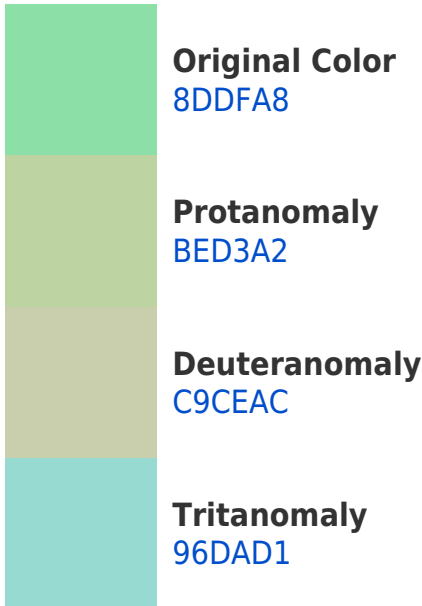 Original Color
8DDFA8
Protanomaly
BED3A2
Deuteranomaly
C9CEAC
Tritanomaly
96DAD1